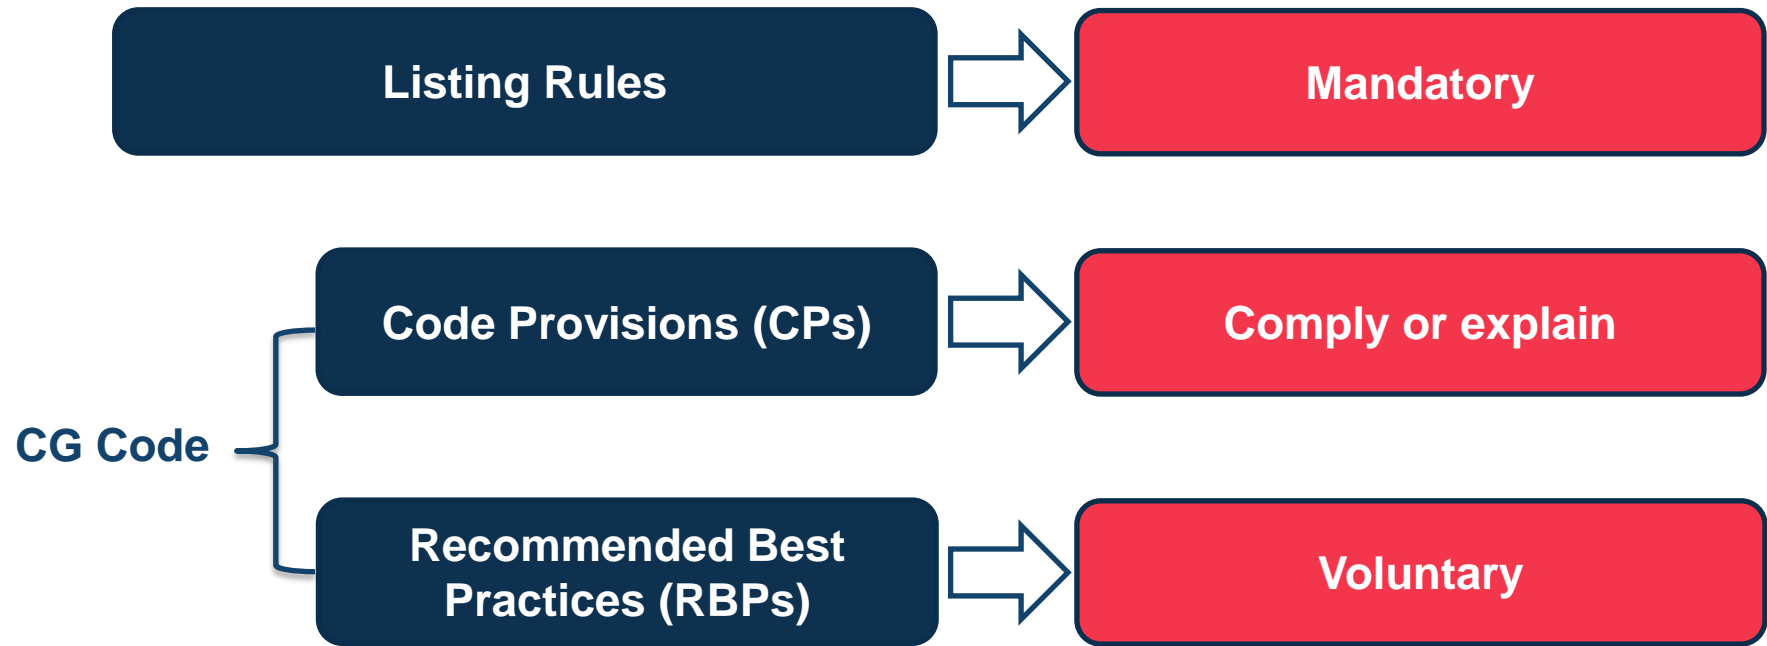 Listing Rules
Mandatory
Code Provisions (CPs)
Comply or explain
CG Code
Recommended Best
Practices (RBPs)
Voluntary